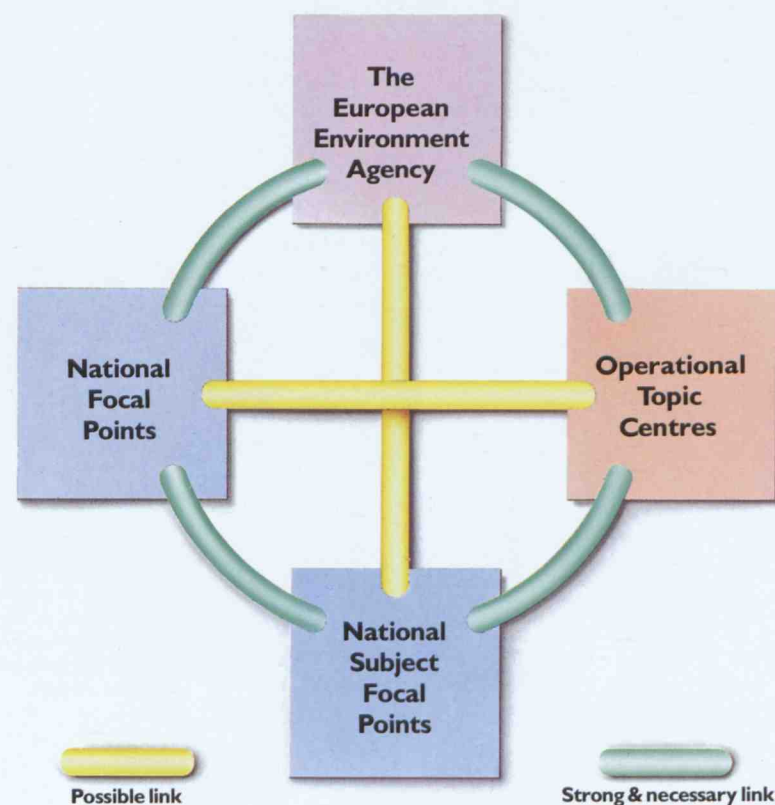 The
European
Environment
Agency
National
Focal
Points
Operational
Topic
Centres
National
Subject
Focal
Points
Possible link
Strong & necessary link